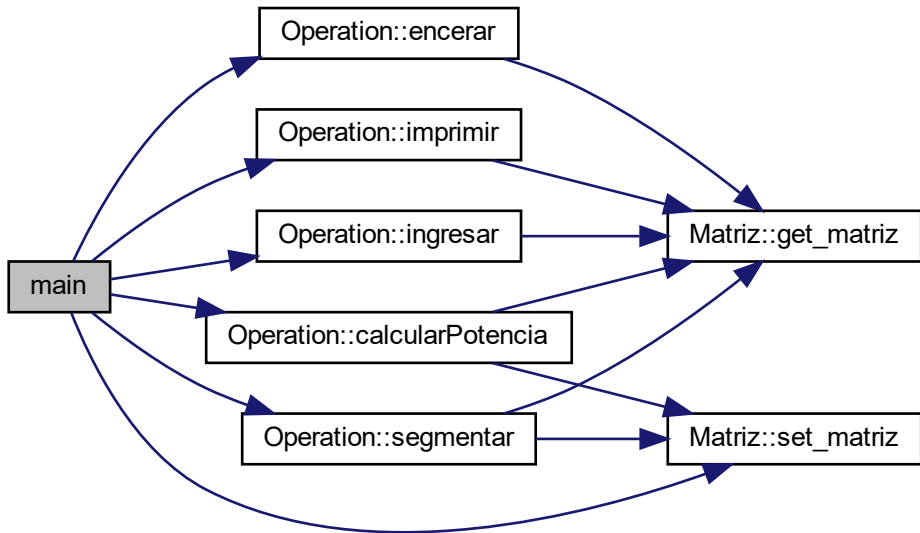 main
Operation::encerar
Operation::imprimir
Operation::ingresar
Operation::calcularPotencia
Operation::segmentar
Matriz::get_matriz
Matriz::set_matriz